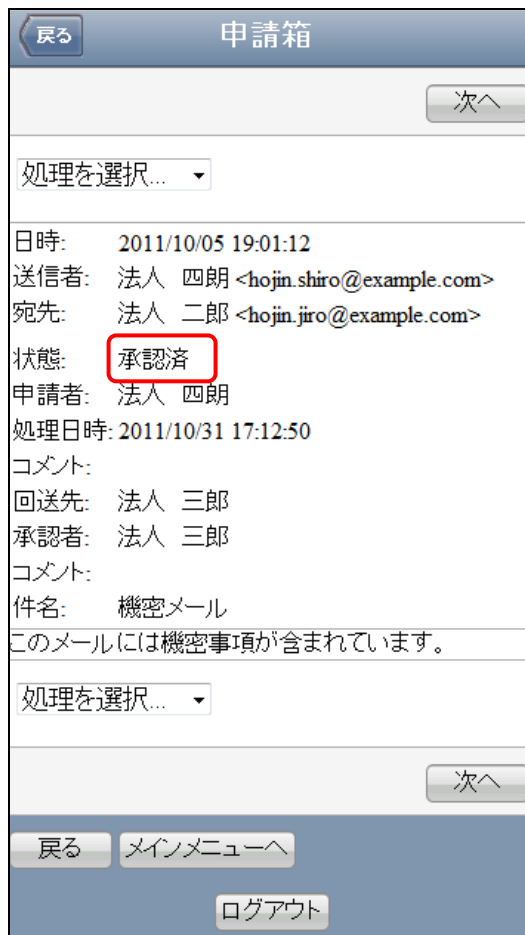 戻る 申請箱
次へ
処理を選択...
日時: 2011/10/05 19:01:12
送信者: 法人 四朗 <hojin.shiro@example.com>
宛先: 法人 二郎 <hojin.jiro@example.com>
状態: 承認済
申請者: 法人 四朗
処理日時: 2011/10/31 17:12:50
コメント:
回送先: 法人 三郎
承認者: 法人 三郎
コメント:
件名: 機密メール
このメールには機密事項が含まれています。
処理を選択...
次へ
戻る メインメニューへ
ログアウト